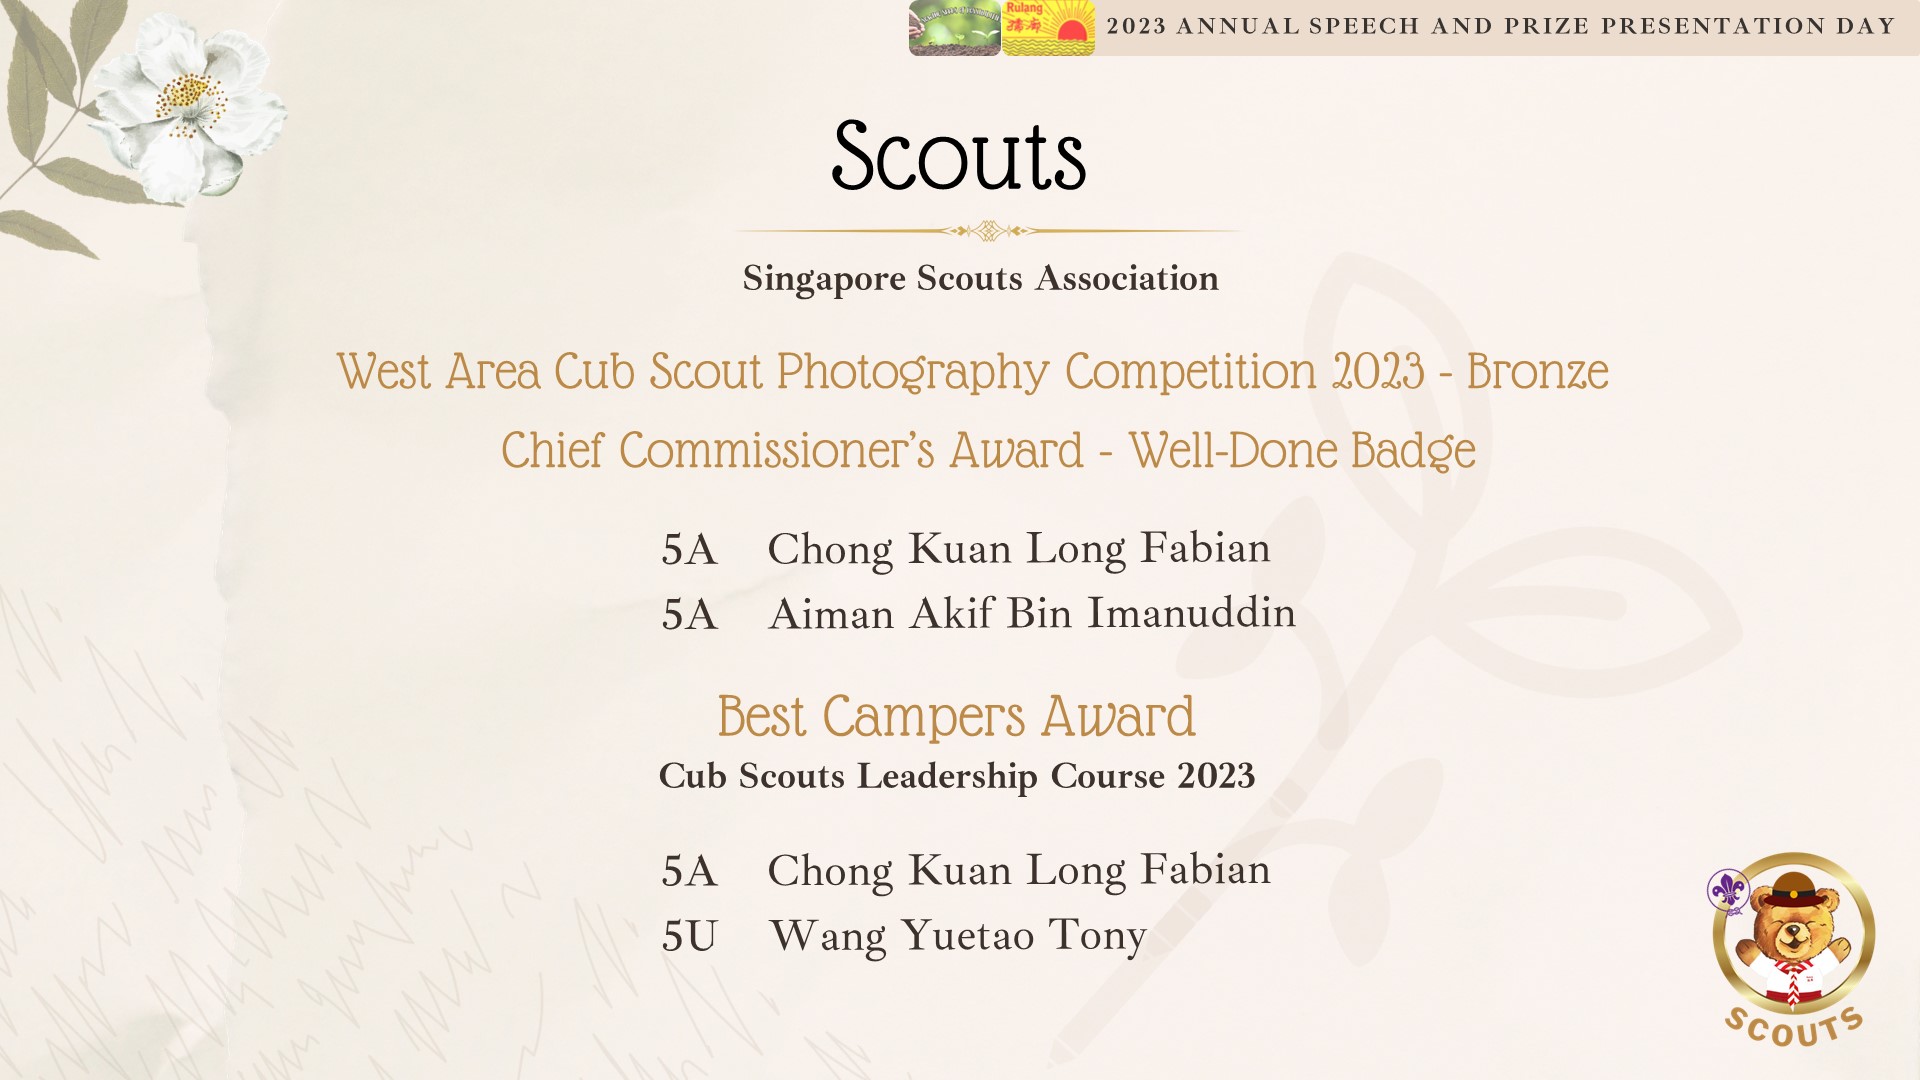 Rulang
2023 ANNUAL SPEECH AND PRIZE PRESENTATION DAY
Scouts
Singapore Scouts Association
West Area Cub Scout Photography Competition 2023 - Bronze
Chief Commissioner’s Award - Well-Done Badge
5A Chong Kuan Long Fabian
5A Aiman Akif Bin Imanuddin
Best Campers Award
Cub Scouts Leadership Course 2023
5A Chong Kuan Long Fabian
5U Wang Yuetao Tony
SCOUTS